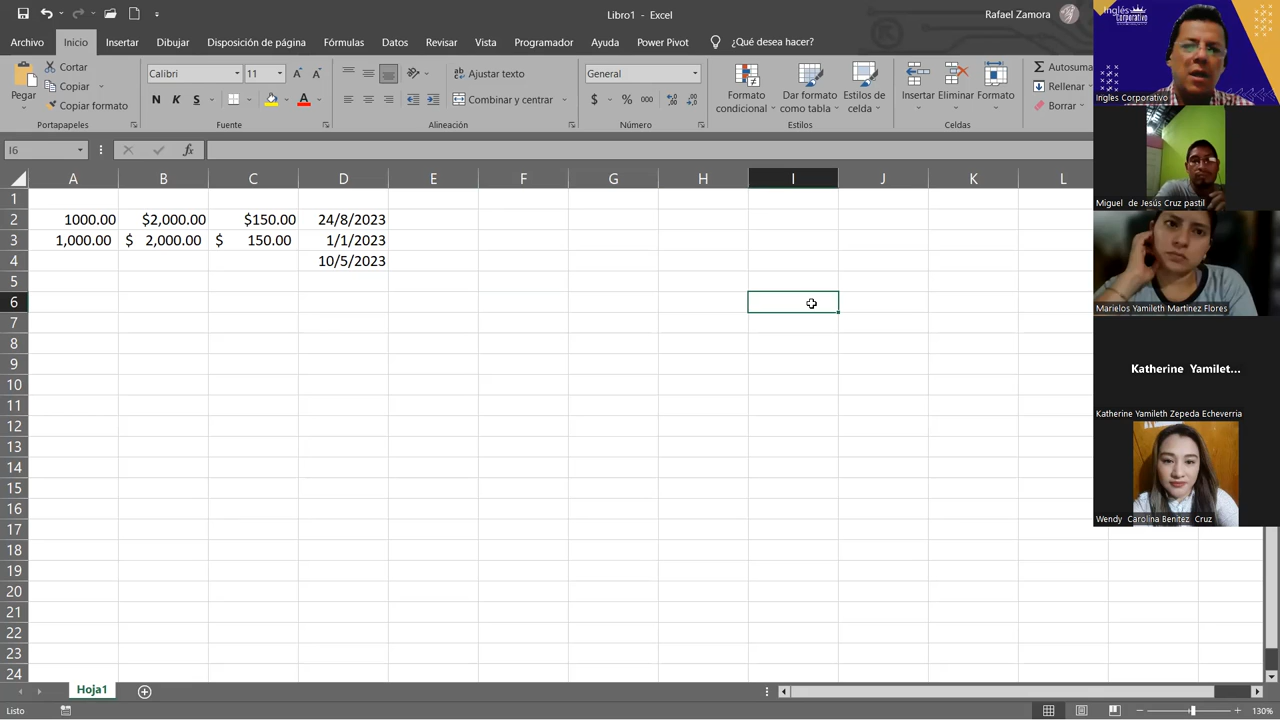 Libro1 - Excel
Rafael Zamora
Archivo Inicio Insertar Dibujar Disposición de página Fórmulas Datos Revisar Vista Programador Ayuda Power Pivot ¿Qué desea hacer?
Pegar
Cortar
Copiar
Copiar formato
Portapapeles
Calibri 11
N K S
Fuente
Ajustar texto
Combinar y centrar
Alineación
General
$ % 000
Número
Formato condicional
Dar formato como tabla
Estilos de celda
Estilos
Insertar Eliminar Formato
Celdas
Autosuma
Rellenar
Borrar
I6
fx
A B C D E F G H I J K L
1
2 1000.00 $2,000.00 $150.00 24/8/2023
3 1,000.00 $ 2,000.00 $ 150.00 1/1/2023
4 10/5/2023
5
6
7
8
9
10
11
12
13
14
15
16
17
18
19
20
21
22
23
24
Hoja1
Listo
130%
Inglés Corporativo
Ingles Corporativo
Miguel de Jesús Cruz pastil
Marielos Yamileth Martinez Flores
Katherine Yamilet...
Katherine Yamileth Zepeda Echeverria
Wendy Carolina Benitez Cruz